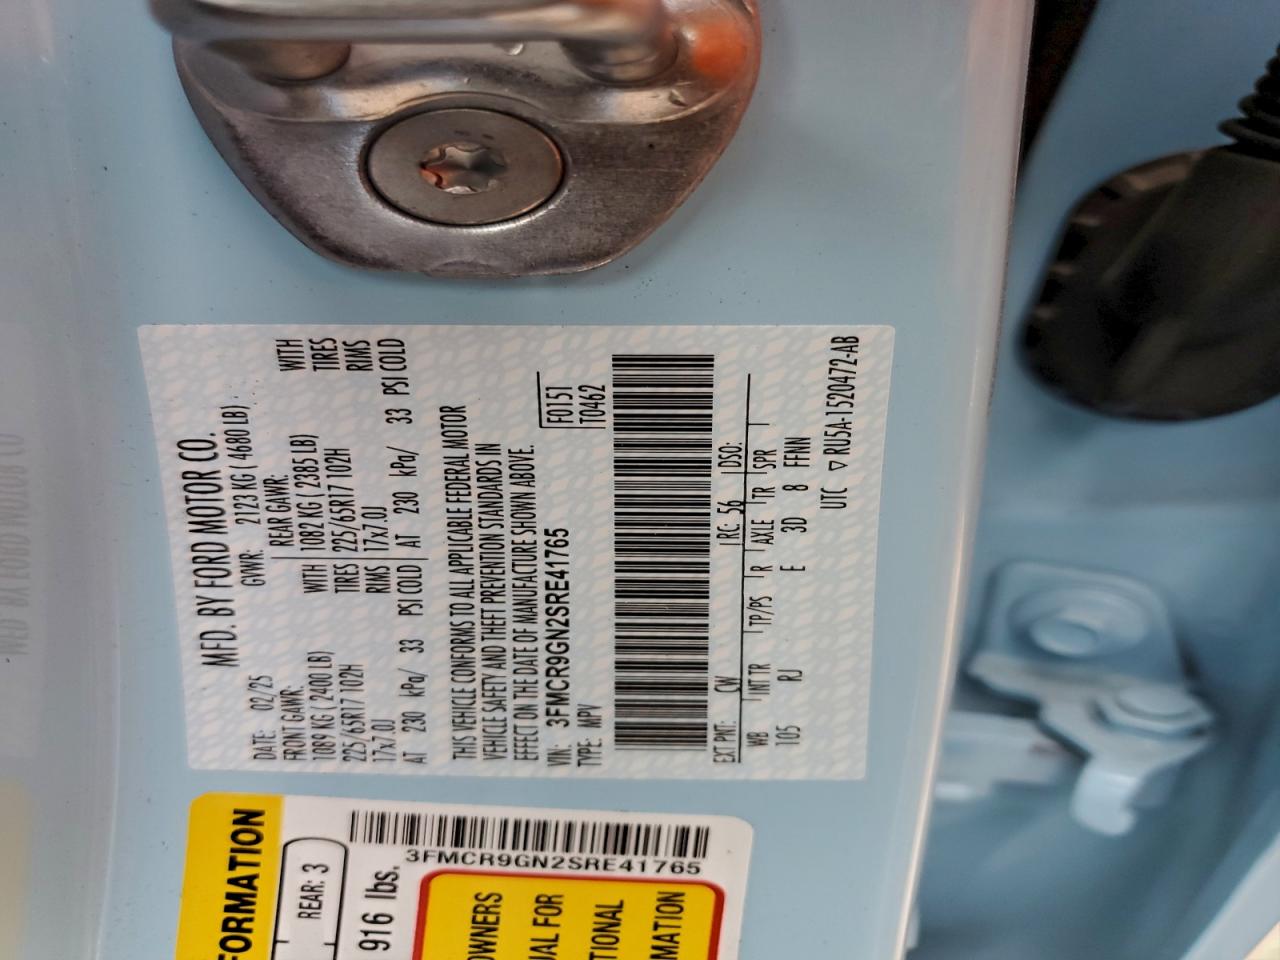 MFD. BY FORD MOTOR CO.
DATE: 02/25 GVWR: 2123 KG ( 4680 LB)
FRONT GAWR: REAR GAWR:
1089 KG ( 2400 LB) WITH 1082 KG ( 2385 LB) WITH
225/65R17 102H TIRES 225/65R17 102H TIRES
17x7.0J RIMS 17x7.0J RIMS
AT 230 kPa/ 33 PSI COLD AT 230 kPa/ 33 PSI COLD
THIS VEHICLE CONFORMS TO ALL APPLICABLE FEDERAL MOTOR
VEHICLE SAFETY AND THEFT PREVENTION STANDARDS IN
EFFECT ON THE DATE OF MANUFACTURE SHOWN ABOVE.
VIN: 3FMCR9GN2SRE41765 F0151
TYPE: MPV T0462
EXT PNT: CW RC: 56 DSO:
WB INT TR TP/PS R AXLE TR SPR
105 RJ E 3D 8 FFNN
UTC ▽ RU5A-1520472-AB
FORMATION
REAR: 3
916 lbs.
3FMCR9GN2SRE41765
OWNERS
UAL FOR
TIONAL
RMATION